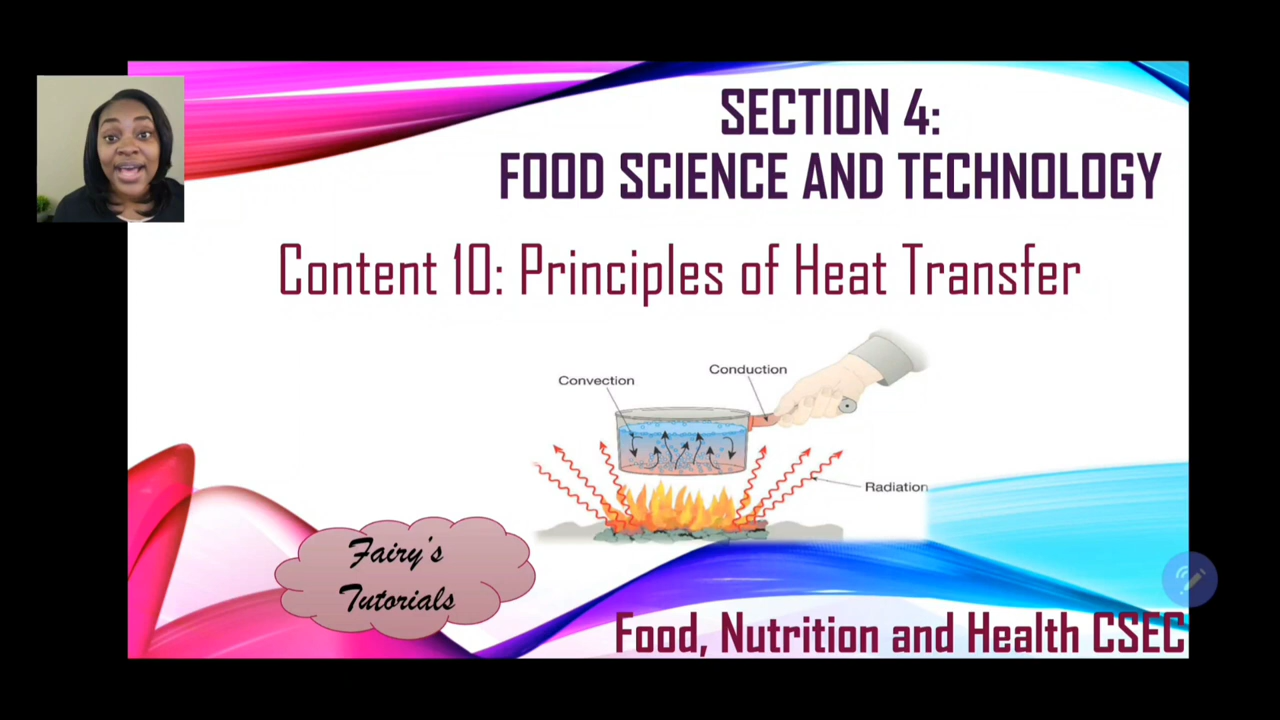 SECTION 4:
FOOD SCIENCE AND TECHNOLOGY
Content 10: Principles of Heat Transfer
Conduction
Convection
Radiation
Fairy's
Tutorials
Food, Nutrition and Health CSEC